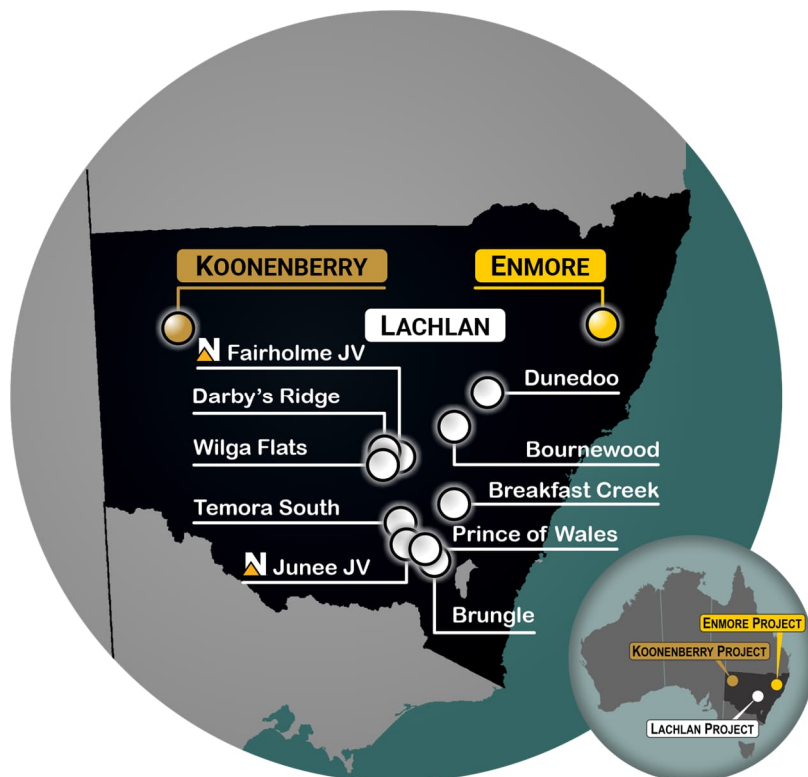 KOONENBERRY
ENMORE
LACHLAN
N Fairholme JV
Dunedoo
Darby's Ridge
Wilga Flats
Bournewood
Breakfast Creek
Temora South
Prince of Wales
N Junee JV
Brungle
ENMORE PROJECT
KOONENBERRY PROJECT
LACHLAN PROJECT